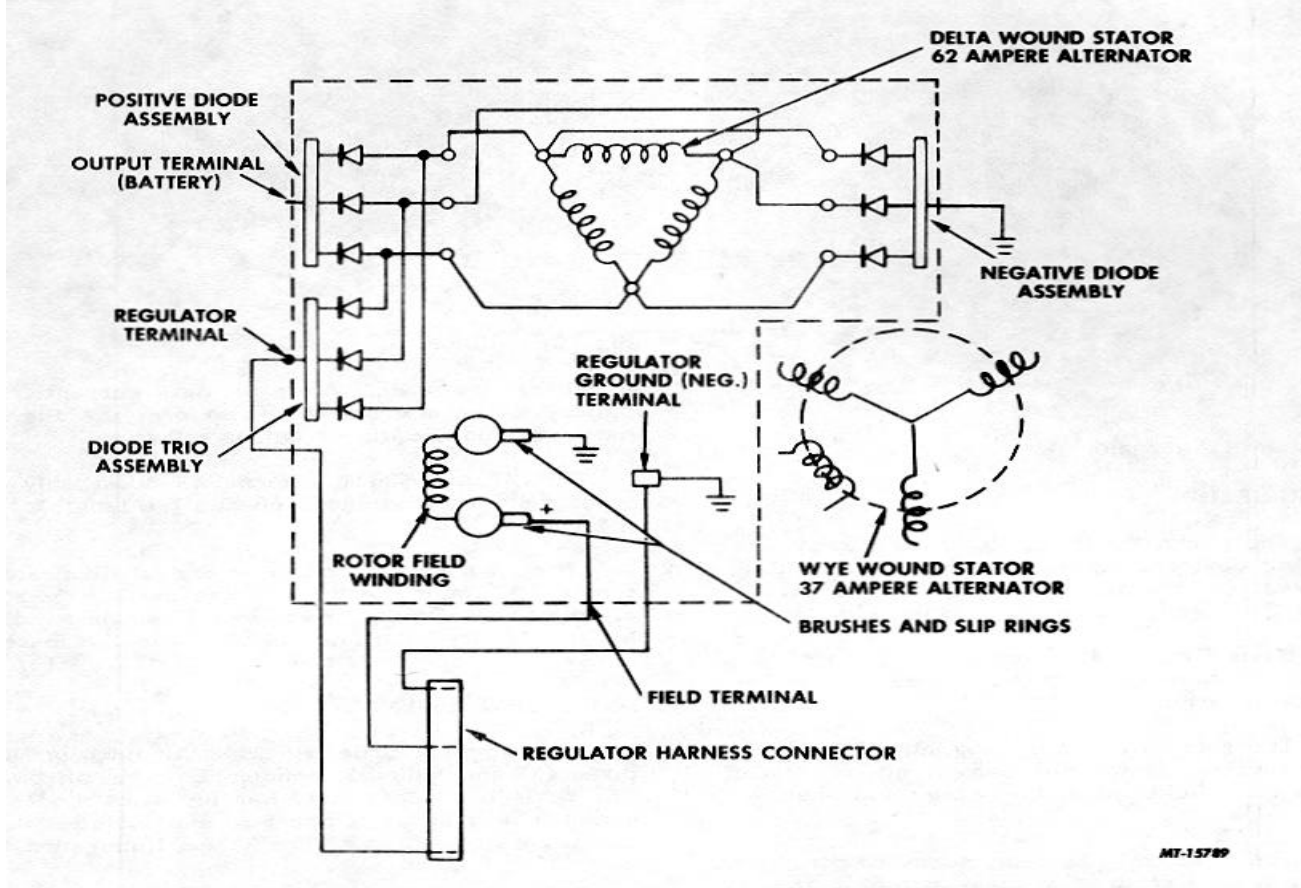 DELTA WOUND STATOR
62 AMPERE ALTERNATOR
POSITIVE DIODE
ASSEMBLY
OUTPUT TERMINAL
(BATTERY)
NEGATIVE DIODE
ASSEMBLY
REGULATOR
TERMINAL
REGULATOR
GROUND (NEG.)
TERMINAL
DIODE TRIO
ASSEMBLY
+
ROTOR FIELD
WINDING
WYE WOUND STATOR
37 AMPERE ALTERNATOR
BRUSHES AND SLIP RINGS
FIELD TERMINAL
REGULATOR HARNESS CONNECTOR
MT-15789